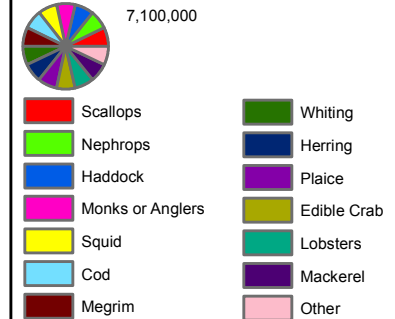 7,100,000
Scallops
Nephrops
Haddock
Monks or Anglers
Squid
Cod
Megrim
Whiting
Herring
Plaice
Edible Crab
Lobsters
Mackerel
Other